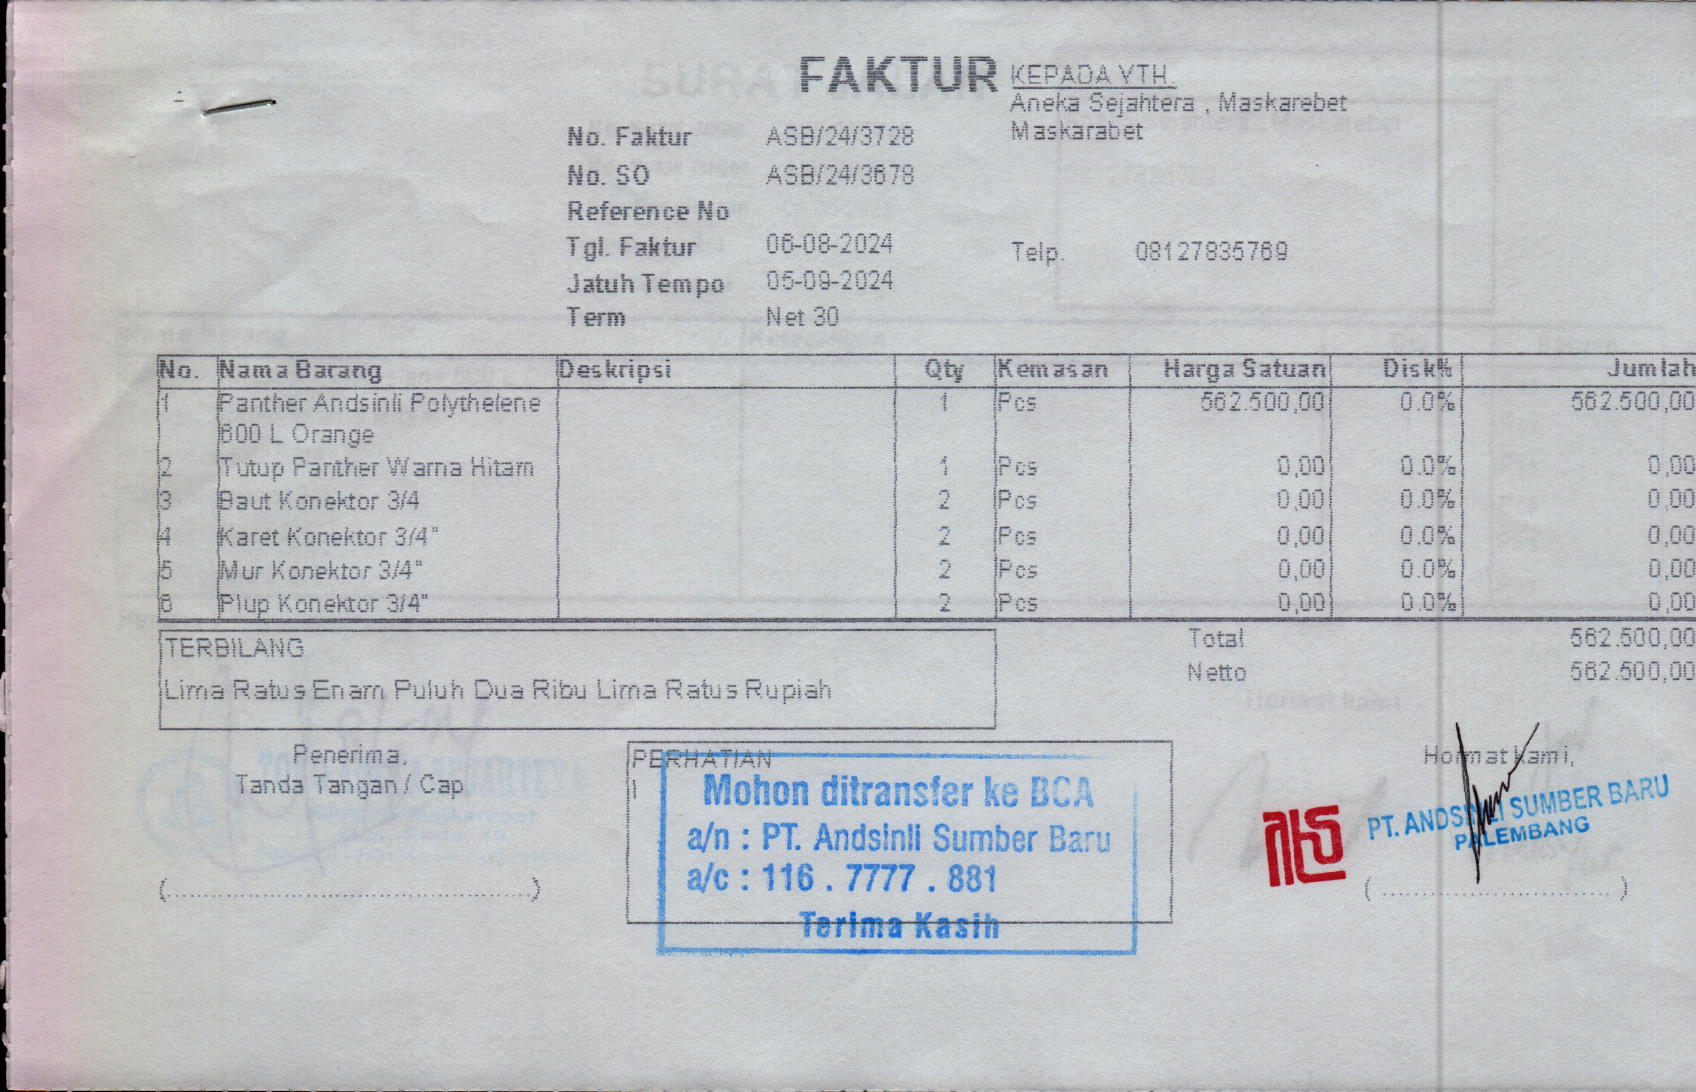 FAKTUR
KEPADA YTH.
Aneka Sejahtera , Maskarebet
Maskarabet
No. Faktur ASB/24/3728
No. SO ASB/24/3678
Reference No
Tgl. Faktur 06-08-2024
Telp. 08127835769
Jatuh Tempo 05-09-2024
Term Net 30
No. Nama Barang Deskripsi Qty Kemasan Harga Satuan Disk% Jumlah
1 Panther Andsinli Polythelene 1 Pcs 562.500,00 0.0% 562.500,00
600 L Orange
2 Tutup Panther Warna Hitam 1 Pcs 0,00 0.0% 0,00
3 Baut Konektor 3/4 2 Pcs 0,00 0.0% 0,00
4 Karet Konektor 3/4" 2 Pcs 0,00 0.0% 0,00
5 Mur Konektor 3/4" 2 Pcs 0,00 0.0% 0,00
6 Plup Konektor 3/4" 2 Pcs 0,00 0.0% 0,00
TERBILANG
Lima Ratus Enam Puluh Dua Ribu Lima Ratus Rupiah
Total 562.500,00
Netto 562.500,00
Penerima,
Tanda Tangan / Cap
(................................)
PERHATIAN
Mohon ditransfer ke BCA
a/n : PT. Andsinli Sumber Baru
a/c : 116 . 7777 . 881
Terima Kasih
Hormat kami,
PT. ANDSINLI SUMBER BARU
PALEMBANG
(............................)